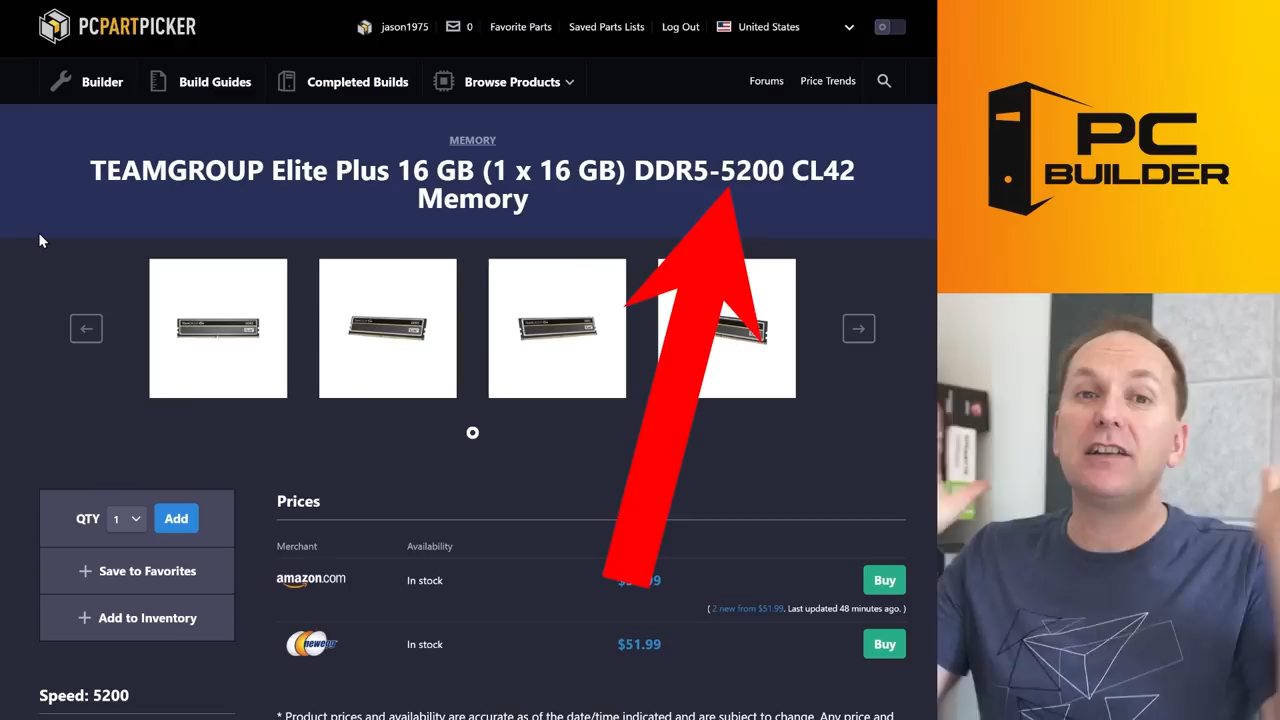 PCPARTPICKER
jason1975
0
Favorite Parts
Saved Parts Lists
Log Out
United States
Builder
Build Guides
Completed Builds
Browse Products
Forums
Price Trends
MEMORY
TEAMGROUP Elite Plus 16 GB (1 x 16 GB) DDR5-5200 CL42
Memory
QTY
1
Add
+ Save to Favorites
+ Add to Inventory
Speed: 5200
Prices
Merchant
Availability
amazon.com
In stock
Buy
( 2 new from $51.99. Last updated 48 minutes ago. )
newegg
In stock
$51.99
Buy
* Product prices and availability are accurate as of the date/time indicated and are subject to change. Any price and
PC
BUILDER